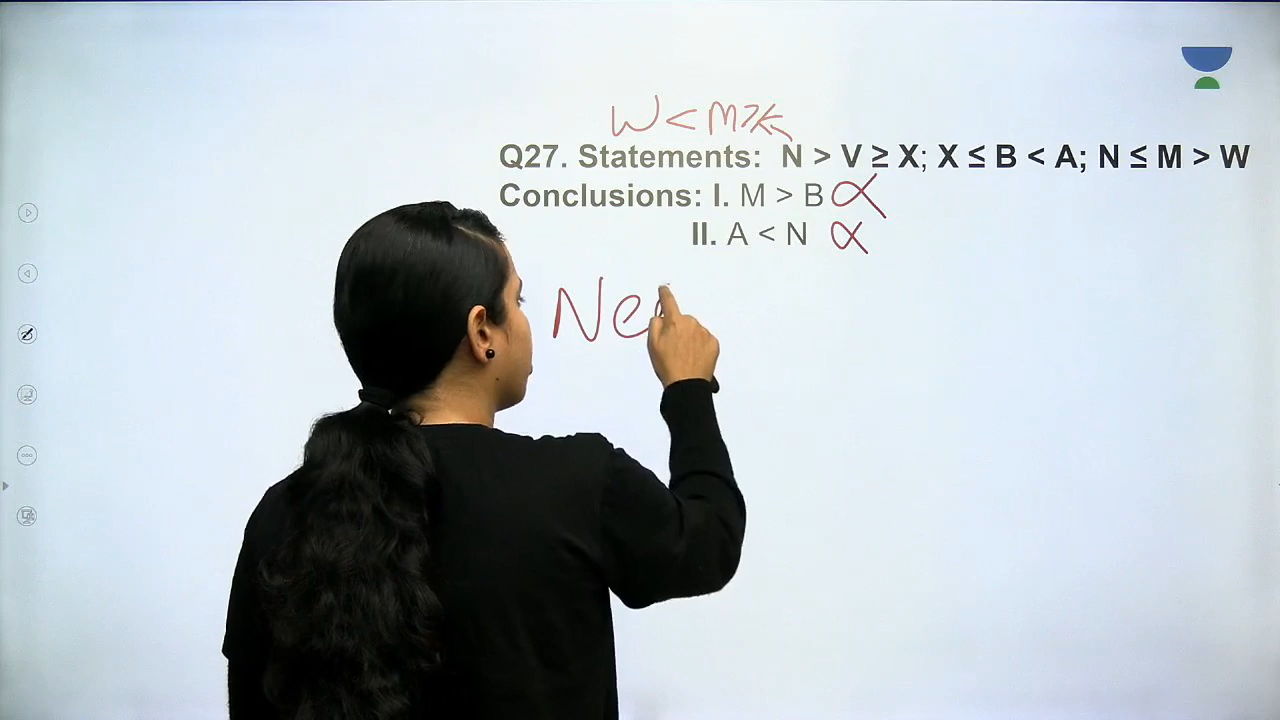 W < M ≥
Q27. Statements: N > V ≥ X; X ≤ B < A; N ≤ M > W
Conclusions: I. M > B
II. A < N
Ne